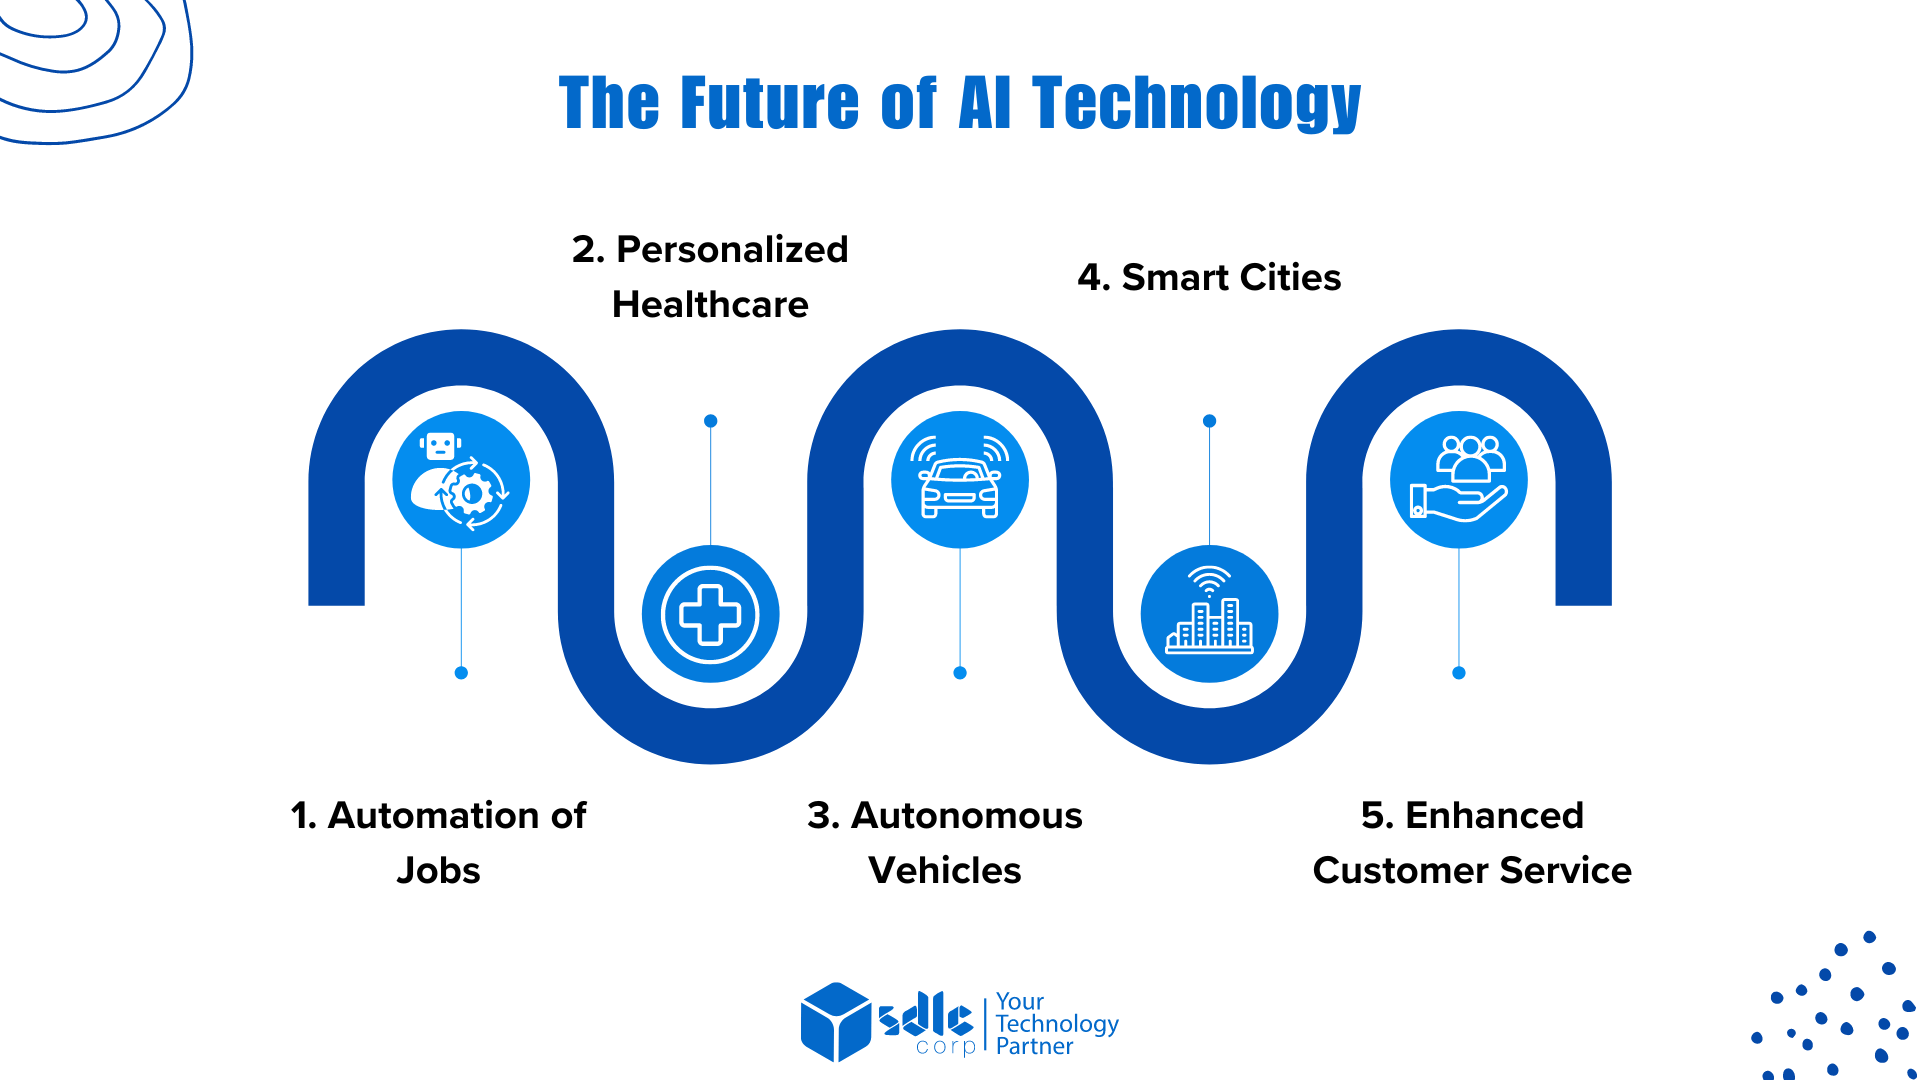 The Future of AI Technology
2. Personalized
Healthcare
4. Smart Cities
1. Automation of
Jobs
3. Autonomous
Vehicles
5. Enhanced
Customer Service
sdlc
corp
Your
Technology
Partner